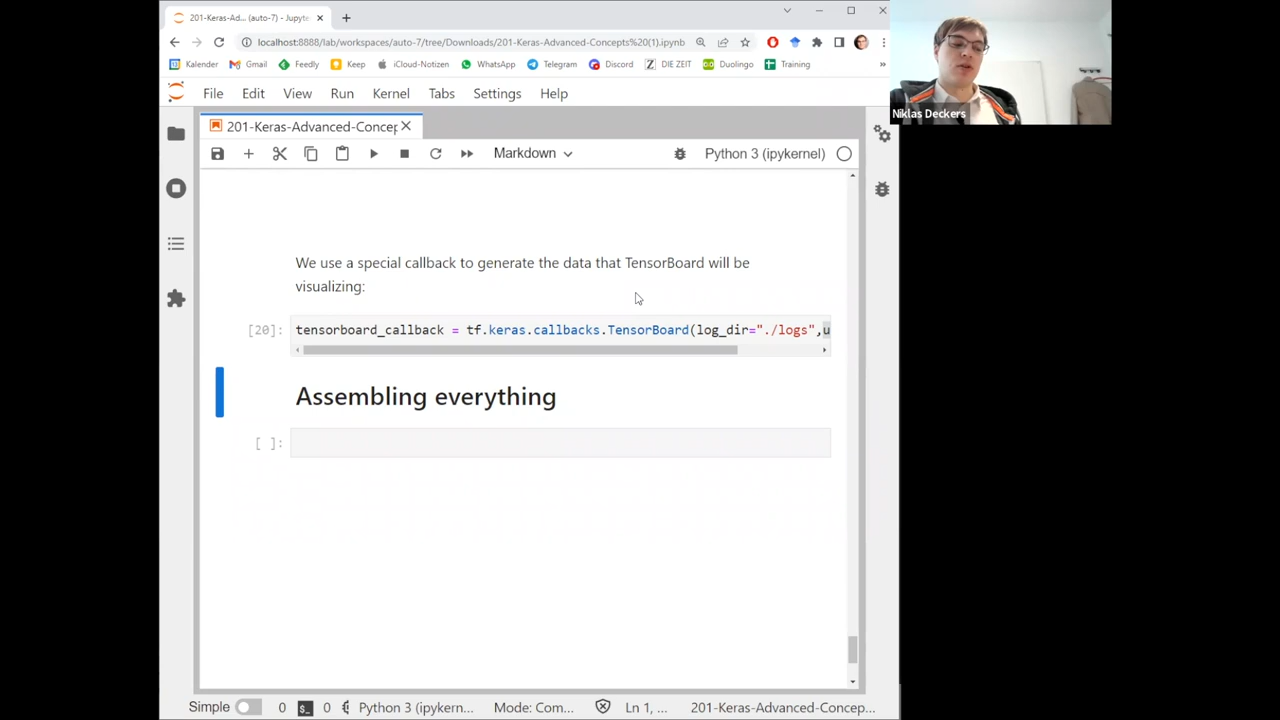 201-Keras-Ad... (auto-7) - Jupyte
localhost:8888/lab/workspaces/auto-7/tree/Downloads/201-Keras-Advanced-Concepts%20(1).ipynb
Kalender Gmail Feedly Keep iCloud-Notizen WhatsApp Telegram Discord DIE ZEIT Duolingo Training »
File Edit View Run Kernel Tabs Settings Help
Niklas Deckers
201-Keras-Advanced-Concep
Markdown
Python 3 (ipykernel)
We use a special callback to generate the data that TensorBoard will be
visualizing:
[20]: tensorboard_callback = tf.keras.callbacks.TensorBoard(log_dir="./logs",u
Assembling everything
[ ]:
Simple 0 $_ 0 Python 3 (ipykern... Mode: Com... Ln 1, ... 201-Keras-Advanced-Concep...